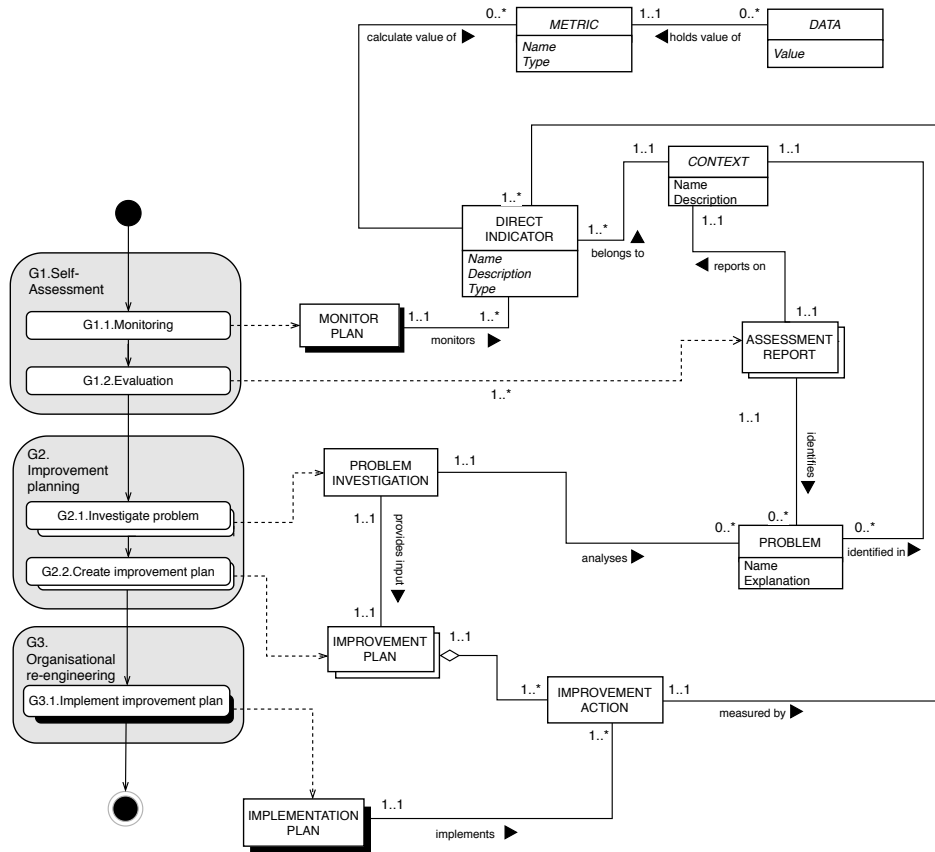 0..*
METRIC
1..1
0..*
DATA
calculate value of
holds value of
Name
Type
Value
1..1
CONTEXT
1..1
Name
Description
1..*
DIRECT
INDICATOR
1..*
1..1
belongs to
Name
Description
Type
reports on
G1.Self-
Assessment
G1.1.Monitoring
MONITOR
PLAN
1..1
1..*
monitors
1..1
ASSESSMENT
REPORT
G1.2.Evaluation
1..*
1..1
identifies
G2.
Improvement
planning
PROBLEM
INVESTIGATION
1..1
G2.1.Investigate problem
1..1
provides input
0..*
0..*
PROBLEM
0..*
analyses
identified in
Name
Explanation
G2.2.Create improvement plan
1..1
IMPROVEMENT
PLAN
1..1
G3.
Organisational
re-engineering
G3.1.Implement improvement plan
1..*
IMPROVEMENT
ACTION
1..1
measured by
1..*
IMPLEMENTATION
PLAN
1..1
implements